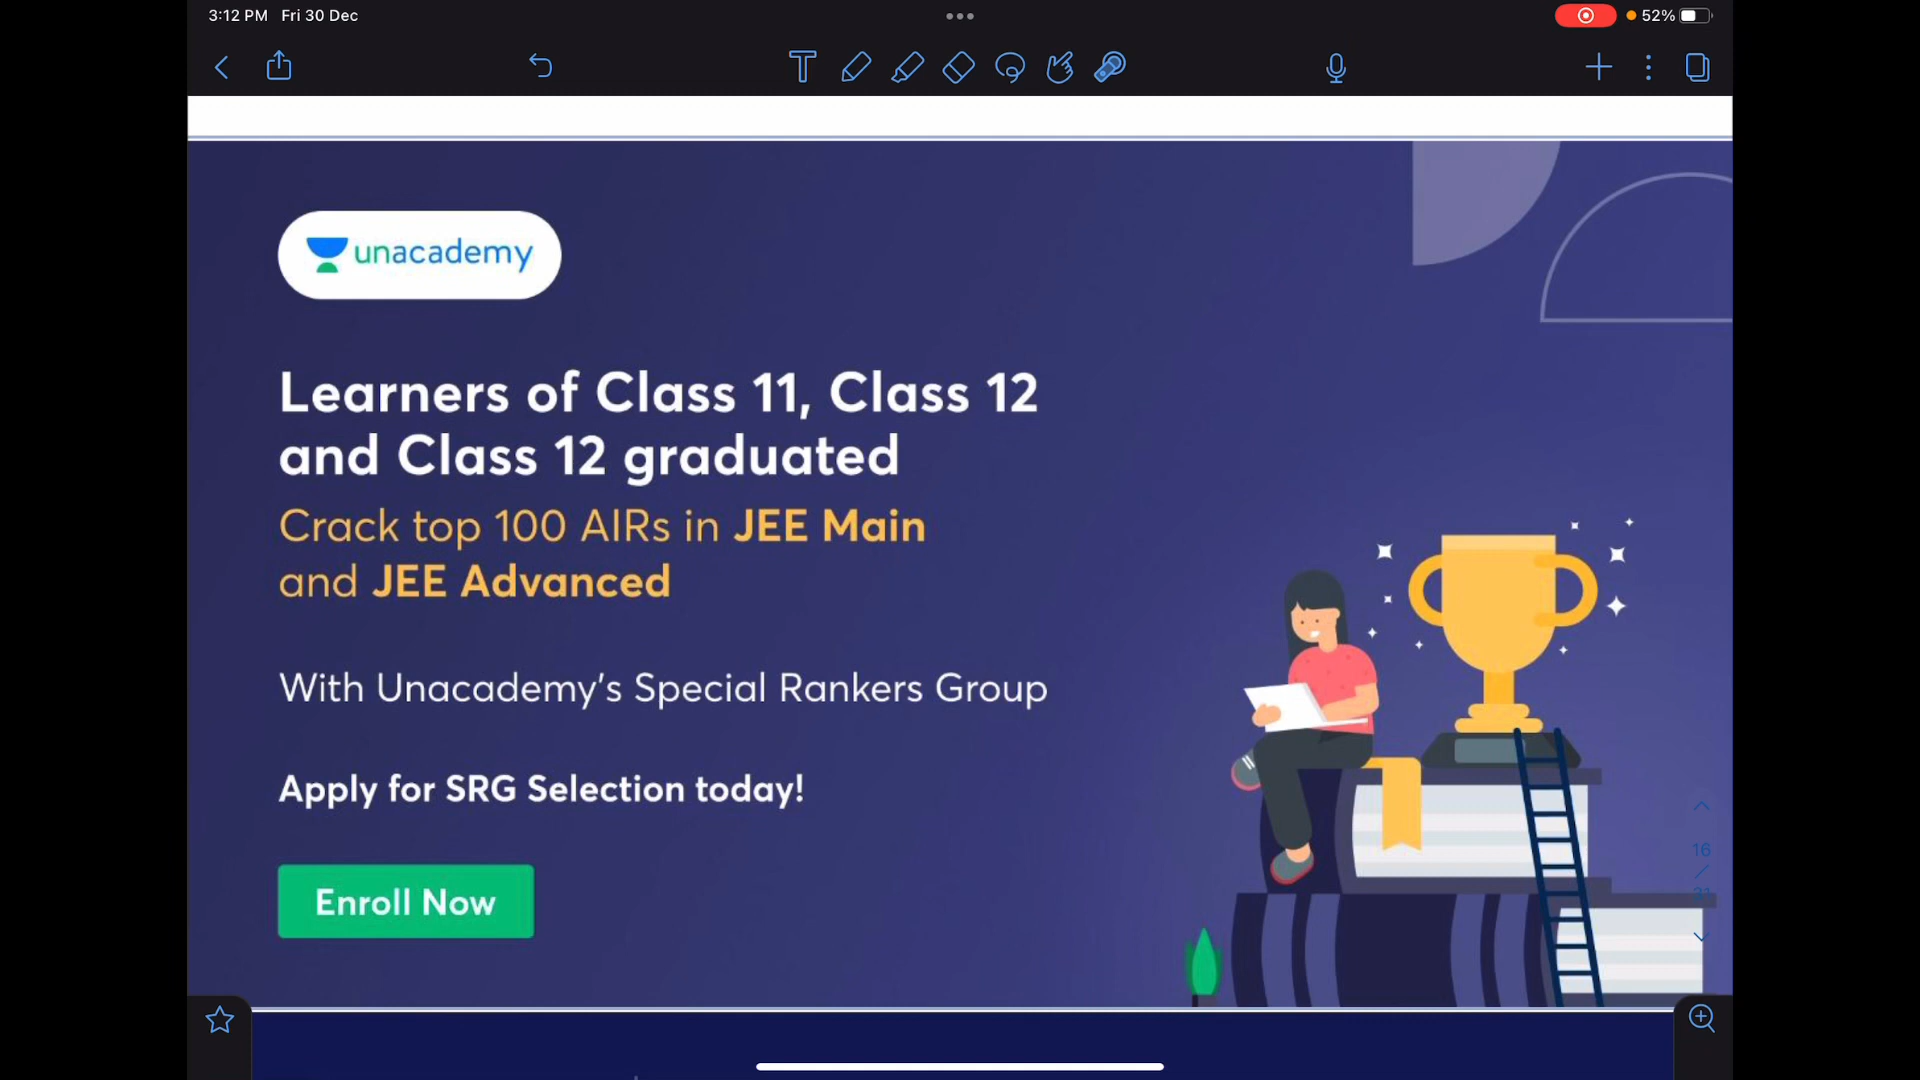 3:12 PM Fri 30 Dec
52%
unacademy
Learners of Class 11, Class 12
and Class 12 graduated
Crack top 100 AIRs in JEE Main
and JEE Advanced
With Unacademy's Special Rankers Group
Apply for SRG Selection today!
Enroll Now
16
/
31